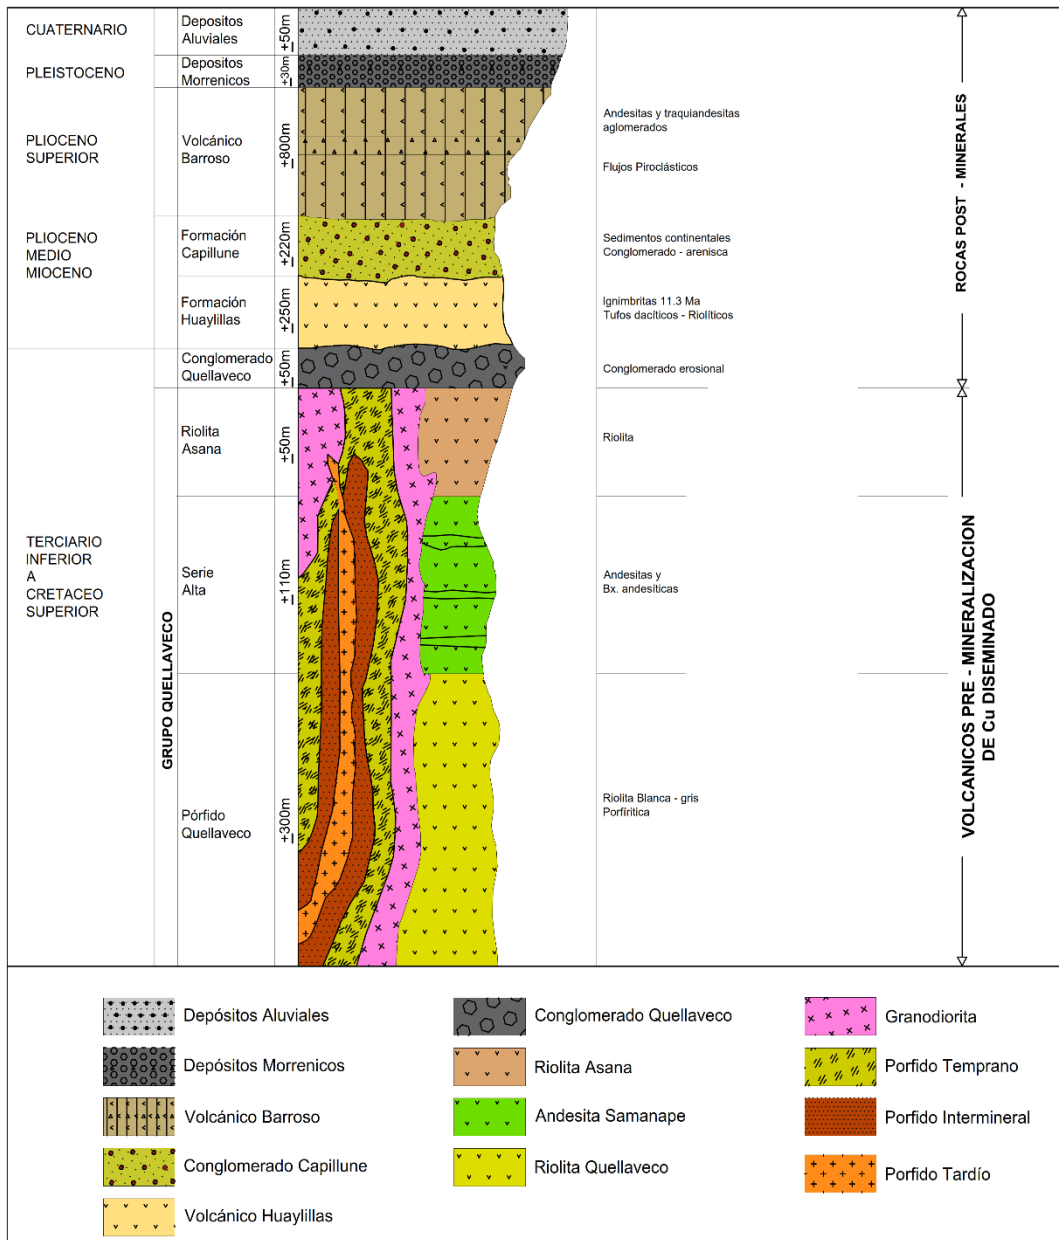 CUATERNARIO
Depositos
Aluviales
+50m
PLEISTOCENO
Depositos
Morrenicos
+30m
PLIOCENO
SUPERIOR
Volcánico
Barroso
+800m
Andesitas y traquiandesitas
aglomerados
Flujos Piroclásticos
PLIOCENO
MEDIO
MIOCENO
Formación
Capillune
+220m
Sedimentos continentales
Conglomerado - arenisca
Formación
Huaylillas
+250m
Ignimbritas 11.3 Ma
Tufos dacíticos - Riolíticos
ROCAS POST - MINERALES
Conglomerado
Quellaveco
+50m
Conglomerado erosional
TERCIARIO
INFERIOR
A
CRETACEO
SUPERIOR
GRUPO QUELLAVECO
Riolita
Asana
+50m
Riolita
Serie
Alta
+110m
Andesitas y
Bx. andesíticas
Pórfido
Quellaveco
+300m
Riolita Blanca - gris
Porfirítica
VOLCANICOS PRE - MINERALIZACION
DE Cu DISEMINADO
Depósitos Aluviales
Depósitos Morrenicos
Volcánico Barroso
Conglomerado Capillune
Volcánico Huaylillas
Conglomerado Quellaveco
Riolita Asana
Andesita Samanape
Riolita Quellaveco
Granodiorita
Porfido Temprano
Porfido Intermineral
Porfido Tardío